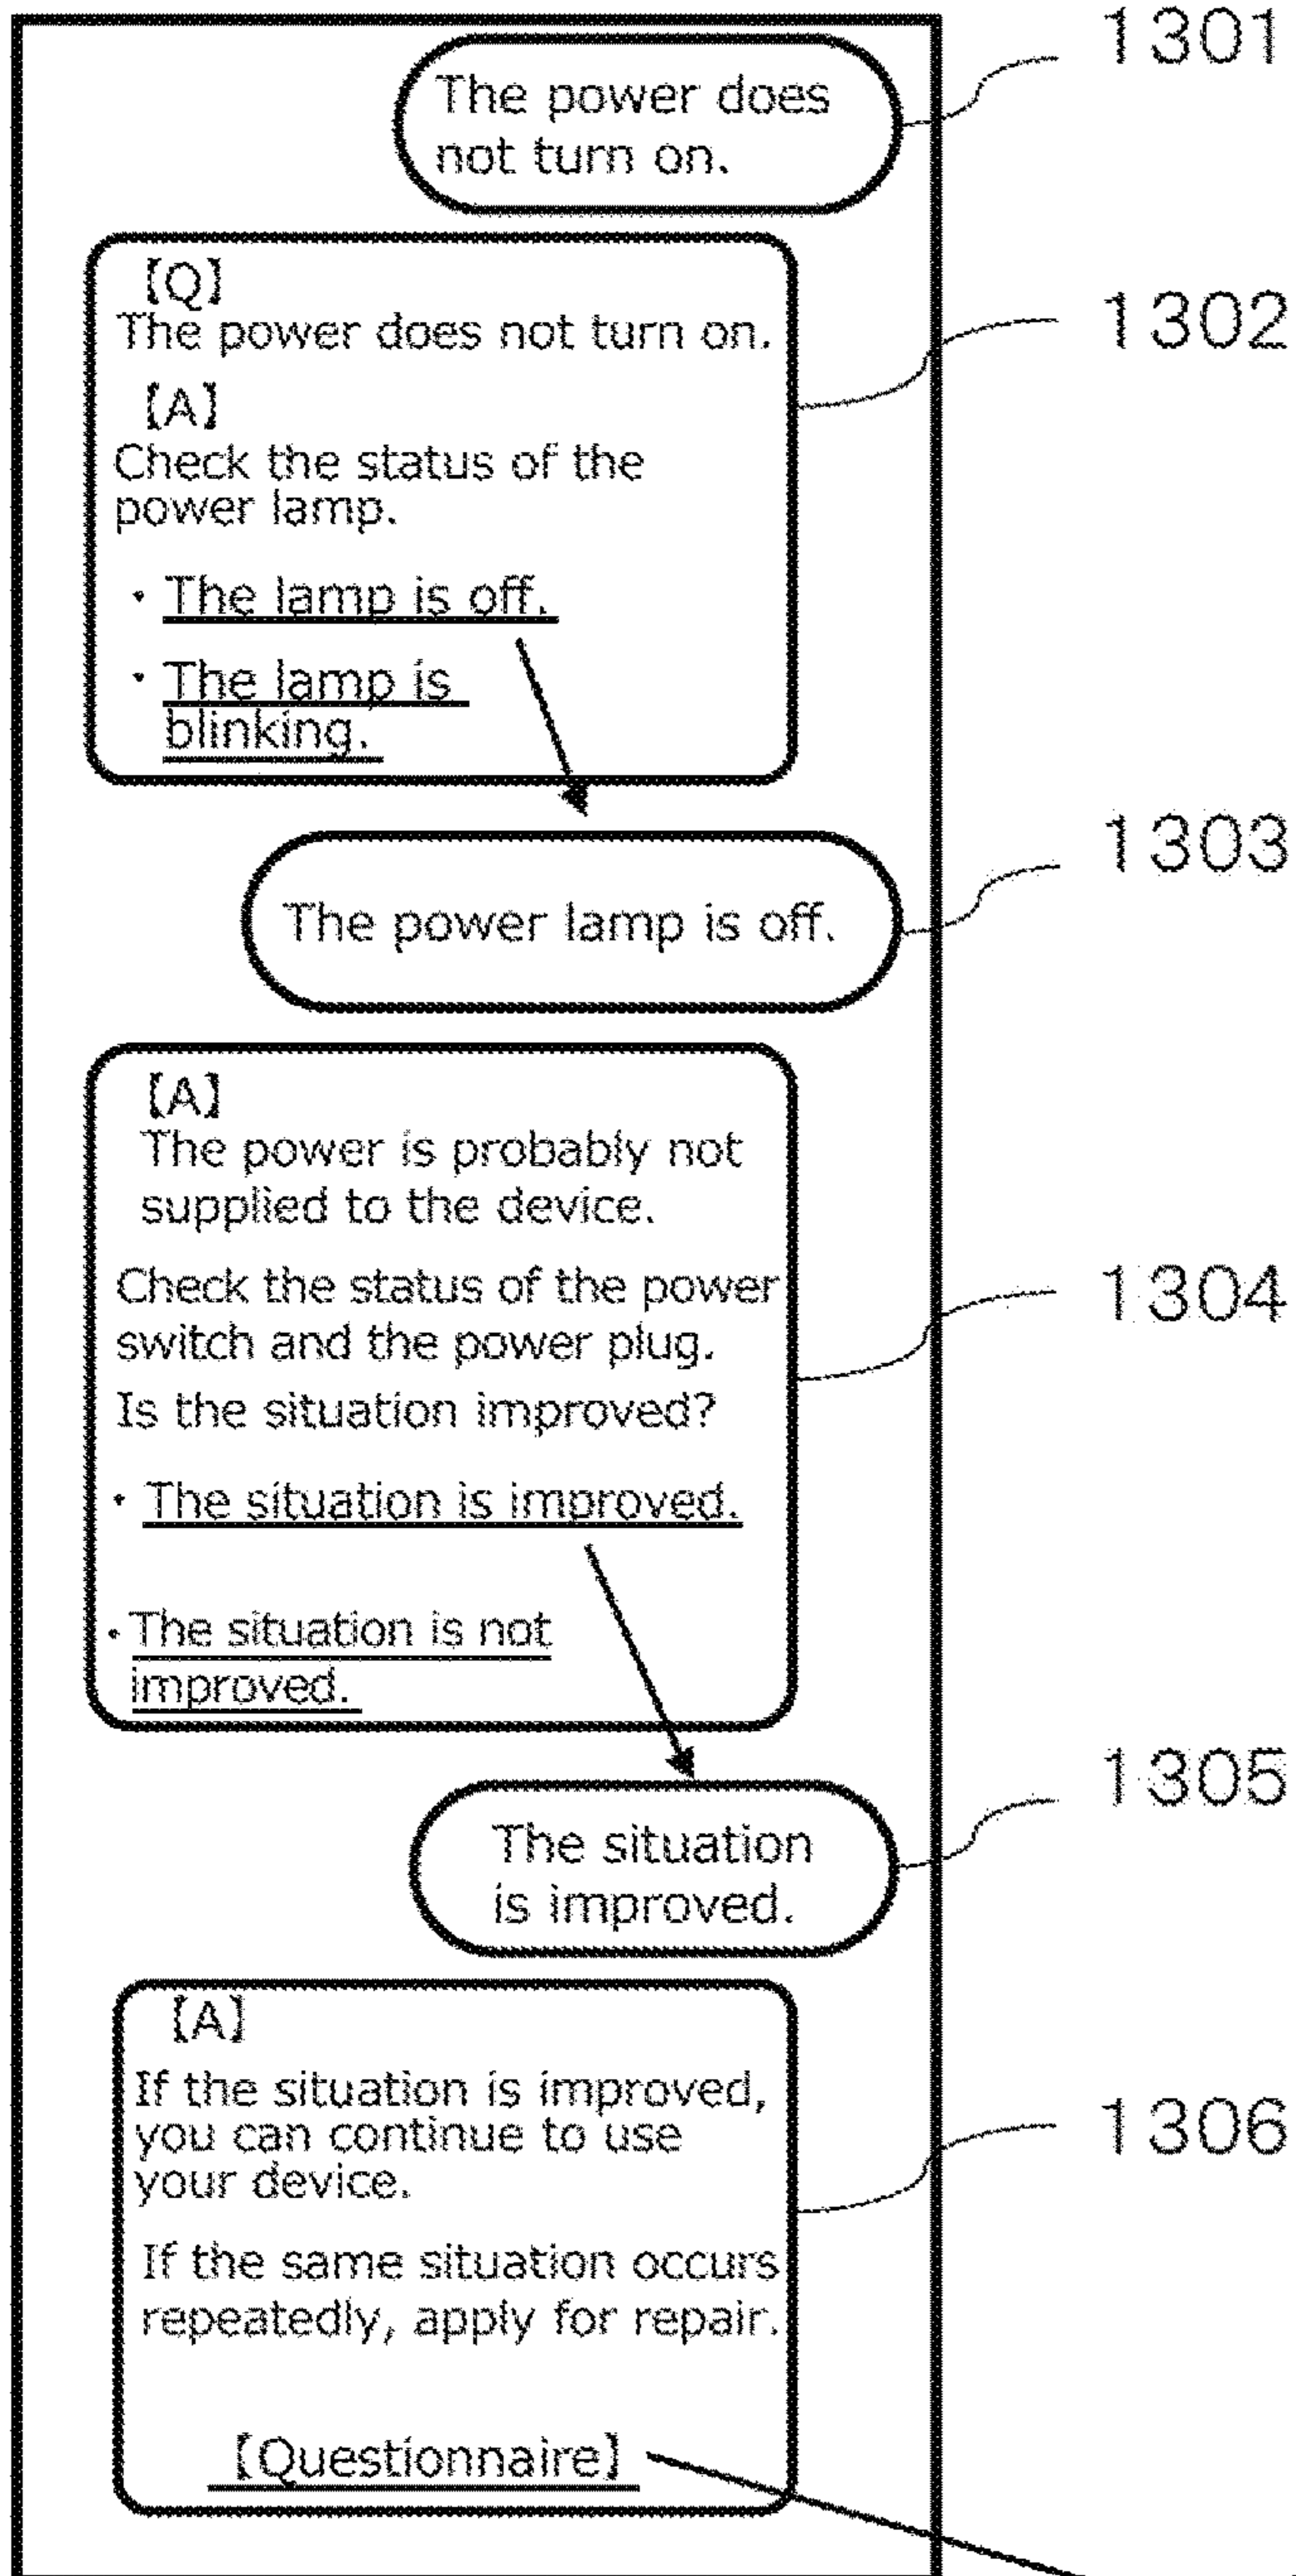 1301
The power does
not turn on.
1302
【Q】
The power does not turn on.
【A】
Check the status of the
power lamp.
・The lamp is off.
・The lamp is
blinking.
1303
The power lamp is off.
【A】
The power is probably not
supplied to the device.
1304
Check the status of the power
switch and the power plug.
Is the situation improved?
・The situation is improved.
・The situation is not
improved.
1305
The situation
is improved.
【A】
If the situation is improved,
you can continue to use
your device.
1306
If the same situation occurs
repeatedly, apply for repair.
【Questionnaire】